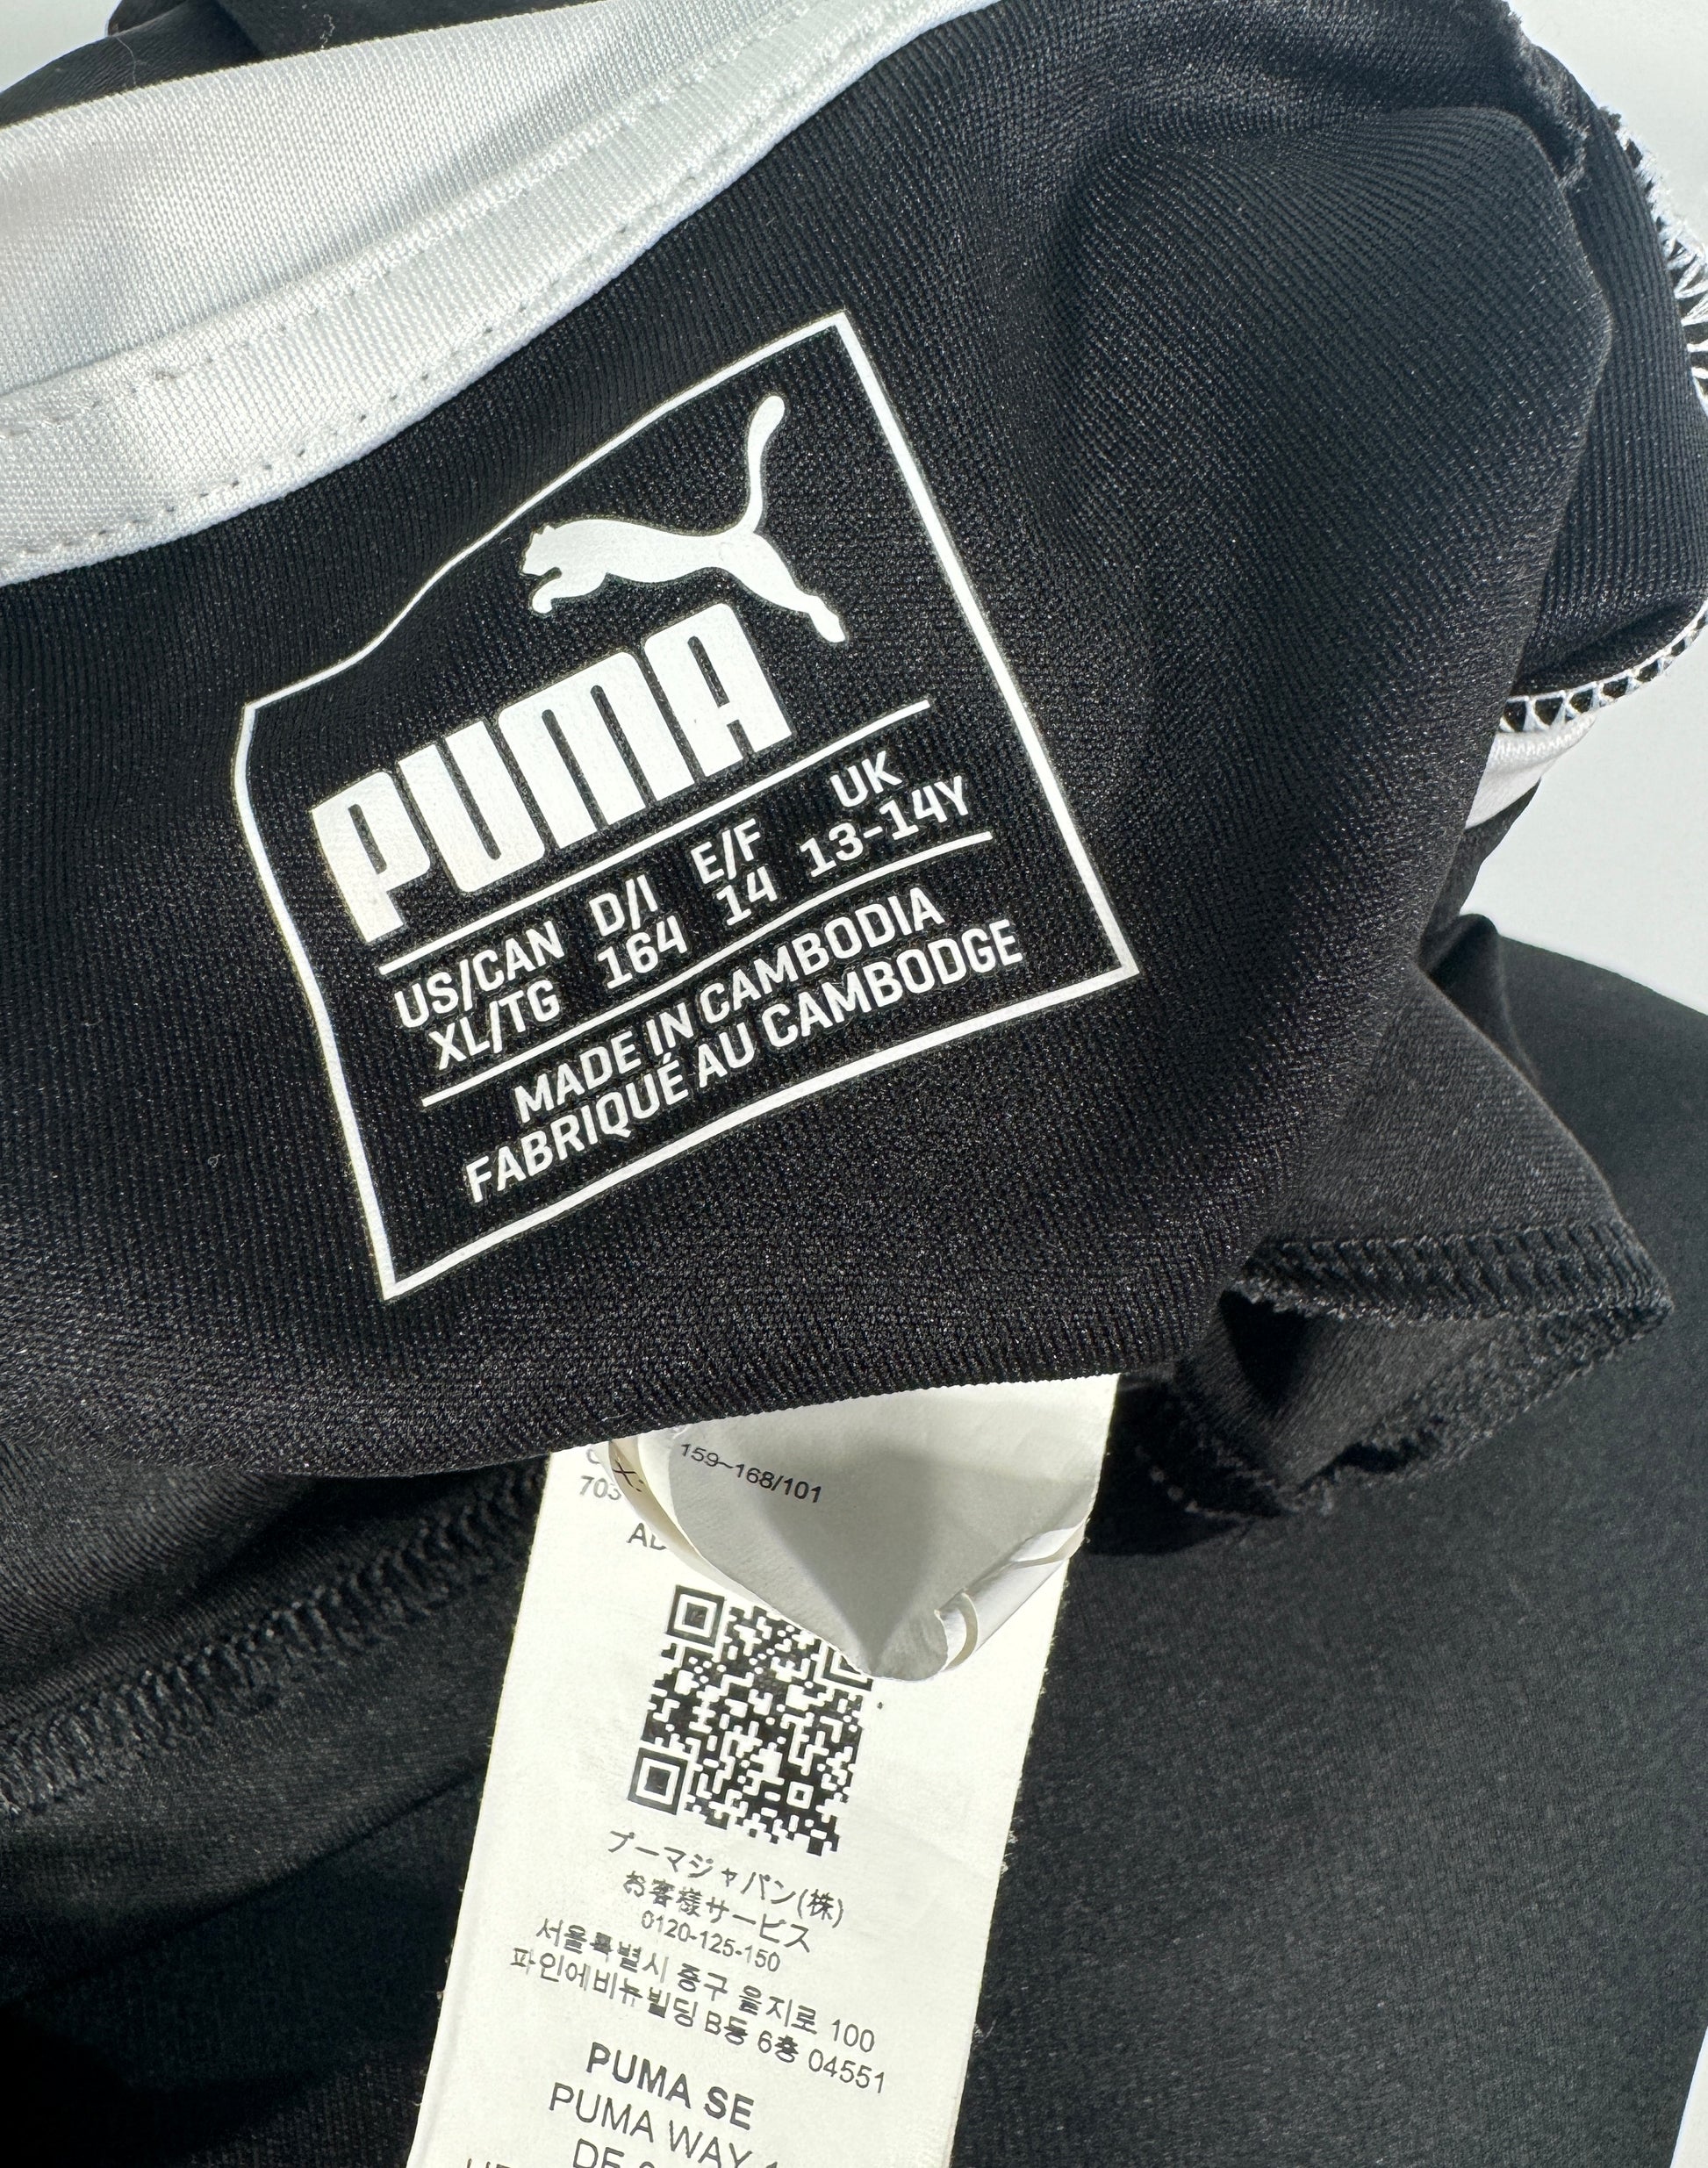 PUMA
US/CAN D/I E/F UK
XL/TG 164 14 13-14Y
MADE IN CAMBODIA
FABRIQUÉ AU CAMBODGE
159~168/101
703
プーマジャパン(株)
お客様サービス
0120-125-150
서울특별시 중구 을지로 100
파인에비뉴빌딩 B동 6층 04551
PUMA SE
PUMA WAY